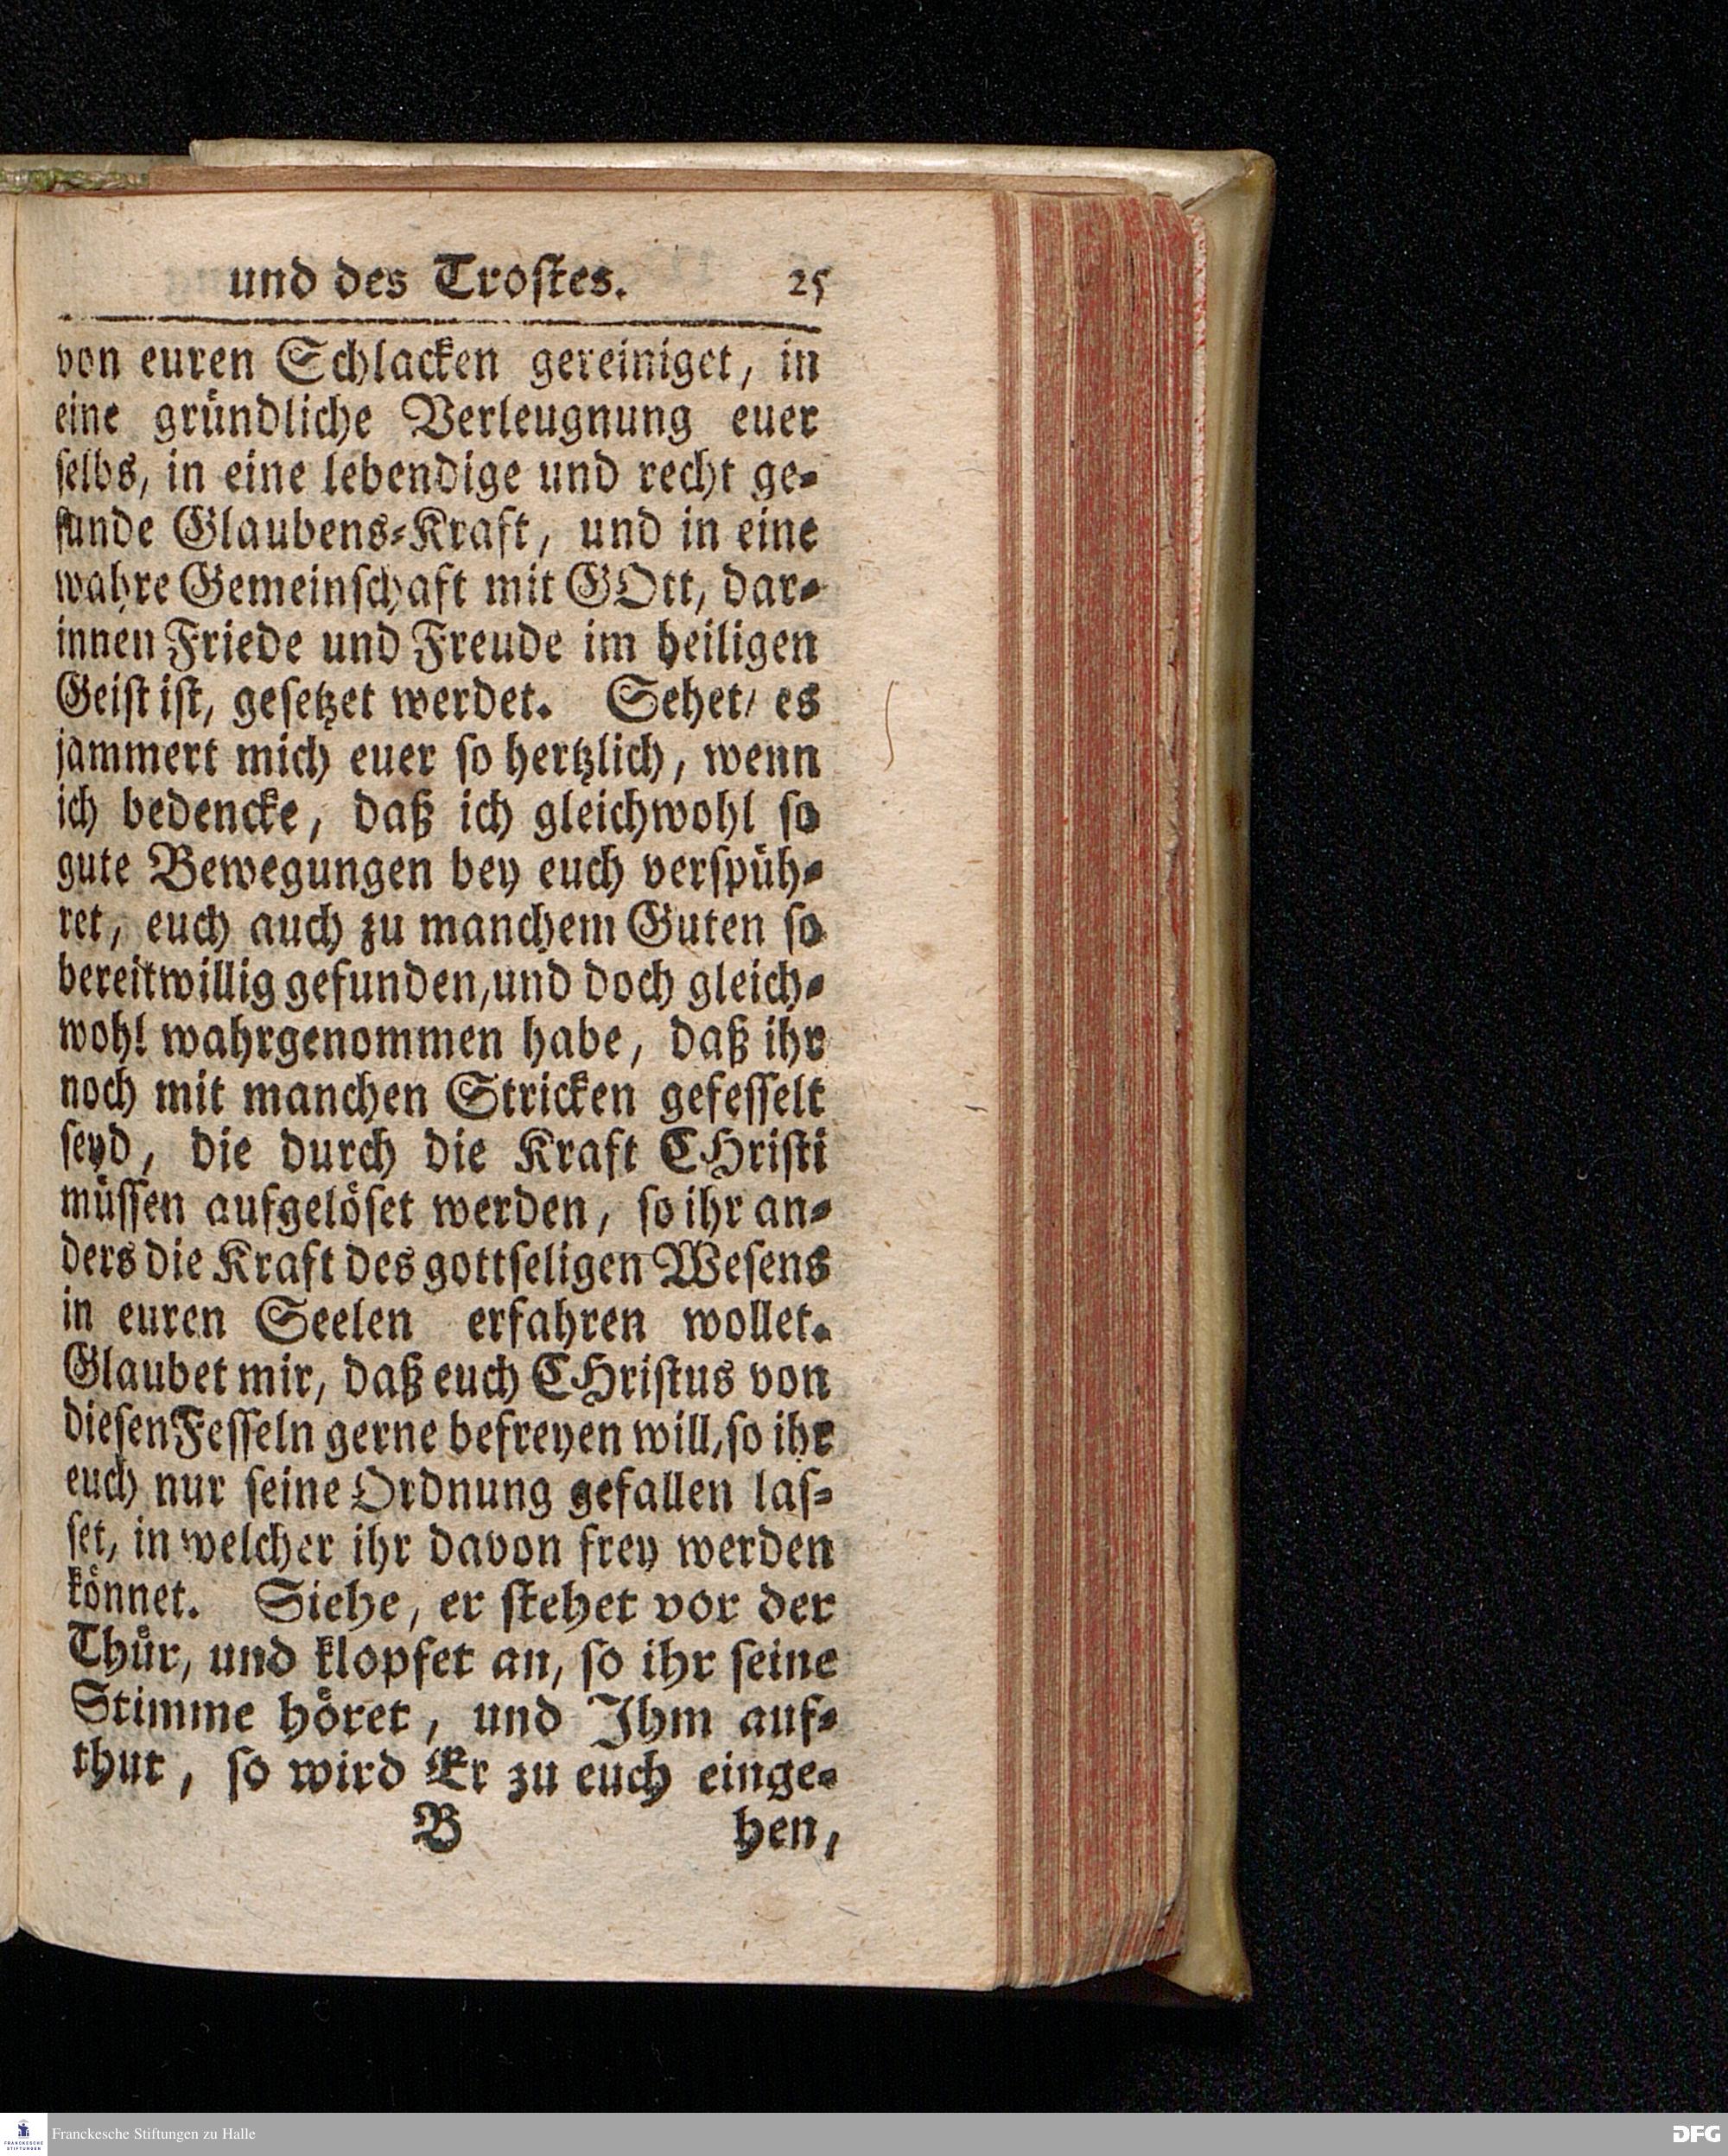 und des Troſtes. 25
von euren Schlacken gereiniget, in
eine gründliche Verleugnung euer
ſelbs, in eine lebendige und recht ge-
ſunde Glaubens-Kraft, und in eine
wahre Gemeinſchaft mit GOtt, dar-
innen Friede und Freude im heiligen
Geiſt iſt, geſetzet werdet. Sehet/ es
jammert mich euer ſo hertzlich, wenn
ich bedencke, daß ich gleichwohl ſo
gute Bewegungen bey euch verſpüh-
ret, euch auch zu manchem Guten ſo
bereitwillig gefunden, und doch gleich-
wohl wahrgenommen habe, daß ihr
noch mit manchen Stricken gefeſſelt
ſeyd, die durch die Kraft CHriſti
müſſen aufgelöſet werden, ſo ihr an-
ders die Kraft des gottſeligen Weſens
in euren Seelen erfahren wollet.
Glaubet mir, daß euch CHriſtus von
dieſen Feſſeln gerne befreyen will, ſo ihr
euch nur ſeine Ordnung gefallen laſ-
ſet, in welcher ihr davon frey werden
könnet. Siehe, er ſtehet vor der
Thür, und klopfet an, ſo ihr ſeine
Stimme höret, und Ihm auf-
thut, ſo wird Er zu euch einge-
B hen,
FRANCKESCHE STIFTUNGEN
Franckesche Stiftungen zu Halle
DFG